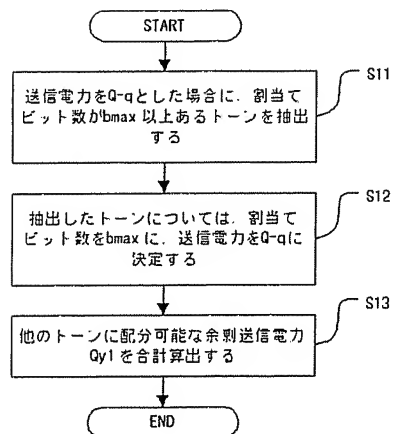 START
S11
送信電力をQ-qとした場合に、割当て
ビット数がbmax 以上あるトーンを抽出
する
S12
抽出したトーンについては、割当て
ビット数をbmaxに、送信電力をQ-qに
決定する
S13
他のトーンに配分可能な余剰送信電力
Qy1を合計算出する
END